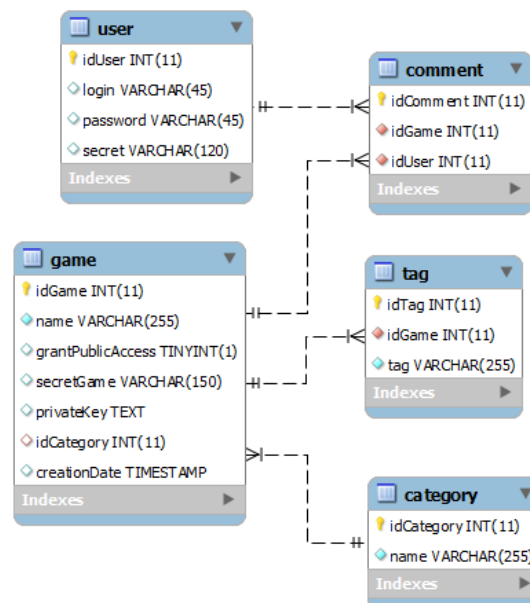 user
idUser INT(11)
login VARCHAR(45)
password VARCHAR(45)
secret VARCHAR(120)
Indexes
comment
idComment INT(11)
idGame INT(11)
idUser INT(11)
Indexes
game
idGame INT(11)
name VARCHAR(255)
grantPublicAccess TINYINT(1)
secretGame VARCHAR(150)
privateKey TEXT
idCategory INT(11)
creationDate TIMESTAMP
Indexes
tag
idTag INT(11)
idGame INT(11)
tag VARCHAR(255)
Indexes
category
idCategory INT(11)
name VARCHAR(255)
Indexes